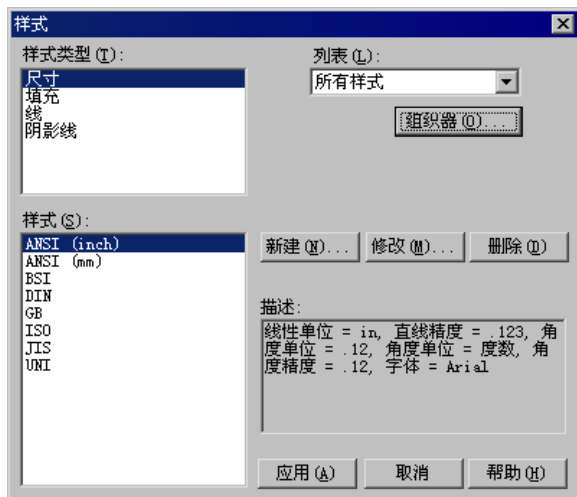 样式
样式类型(T):
尺寸
填充
线
阴影线
列表(L):
所有样式
组织器(O)...
样式(S):
ANSI (inch)
ANSI (mm)
BSI
DIN
GB
ISO
JIS
UNI
新建(N)...
修改(M)...
删除(D)
描述:
线性单位 = in, 直线精度 = .123, 角
度单位 = .12, 角度单位 = 度数, 角
度精度 = .12, 字体 = Arial
应用(A)
取消
帮助(H)